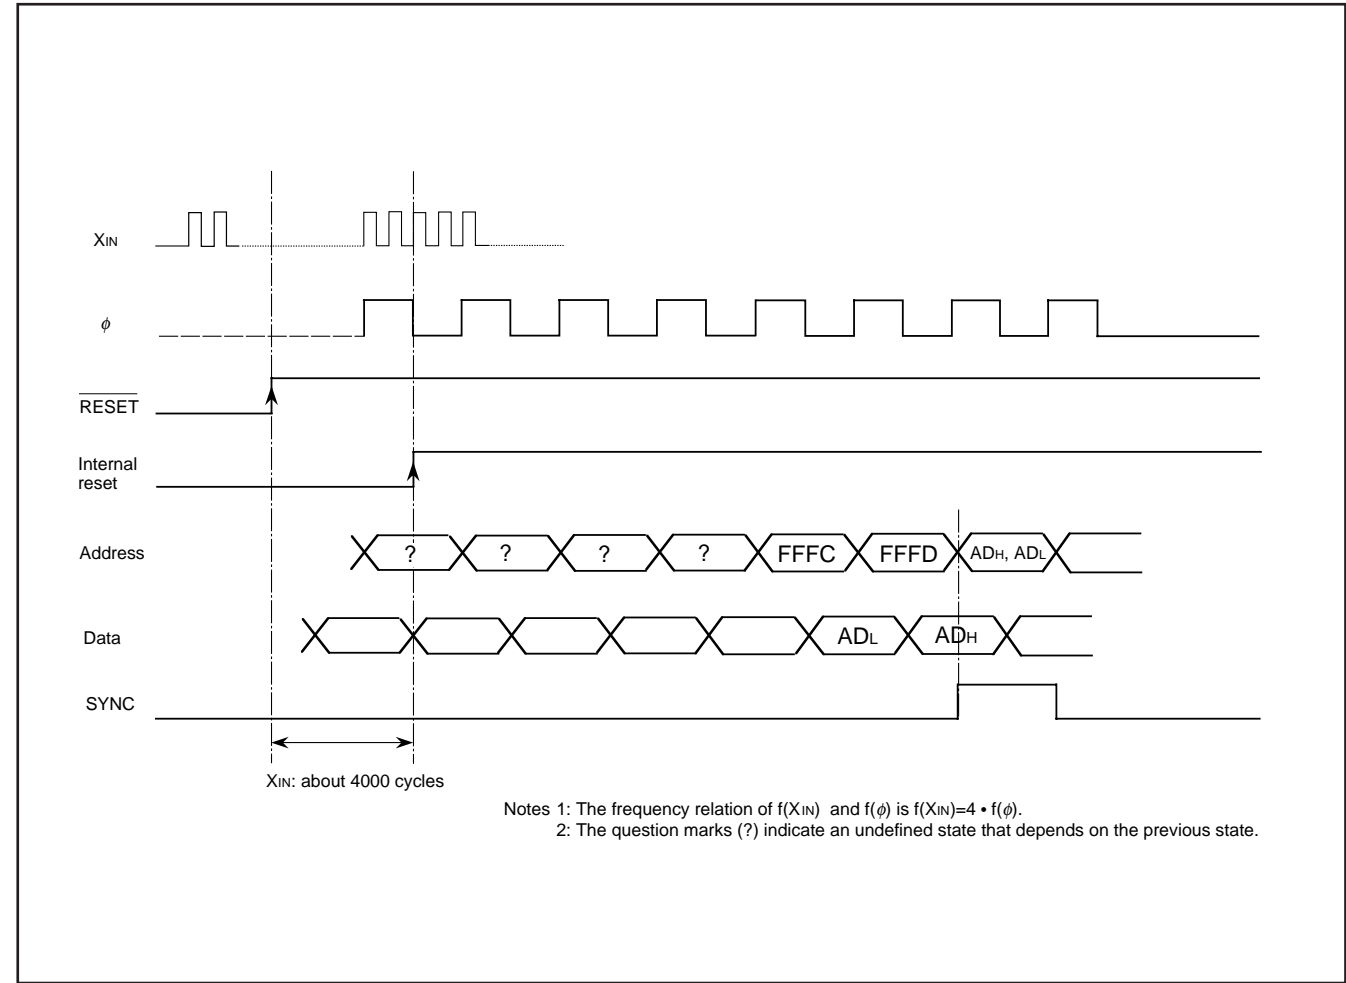 XIN
ϕ
RESET
Internal
reset
Address
? ? ? ? FFFC FFFD ADH, ADL
Data
ADL ADH
SYNC
XIN: about 4000 cycles
Notes 1: The frequency relation of f(XIN) and f(ϕ) is f(XIN)=4 • f(ϕ).
2: The question marks (?) indicate an undefined state that depends on the previous state.